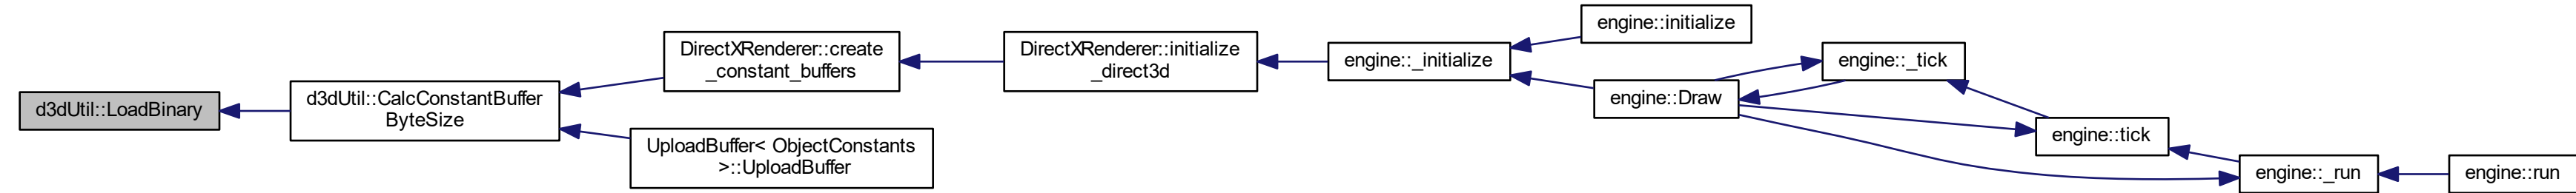 d3dUtil::LoadBinary
d3dUtil::CalcConstantBuffer
ByteSize
DirectXRenderer::create
_constant_buffers
UploadBuffer< ObjectConstants
>::UploadBuffer
DirectXRenderer::initialize
_direct3d
engine::_initialize
engine::initialize
engine::Draw
engine::_tick
engine::tick
engine::_run
engine::run